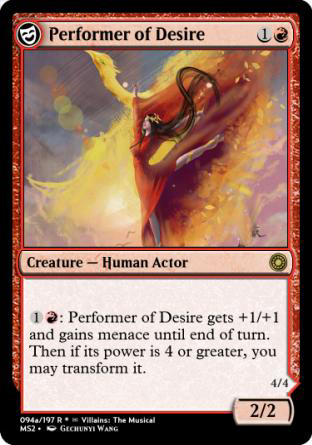 Performer of Desire 1
Creature — Human Actor
1 : Performer of Desire gets +1/+1
and gains menace until end of turn.
Then if its power is 4 or greater, you
may transform it.
4/4
2/2
094a/197 R * ∞ Villains: The Musical
MS2 • Gechunyi Wang